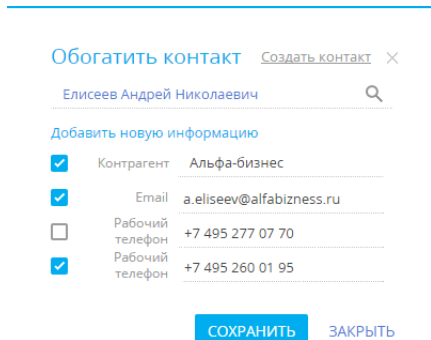 Обогатить контакт Создать контакт ×
Елисеев Андрей Николаевич
Добавить новую информацию
Контрагент Альфа-бизнес
Email a.eliseev@alfabizness.ru
Рабочий
телефон +7 495 277 07 70
Рабочий
телефон +7 495 260 01 95
СОХРАНИТЬ ЗАКРЫТЬ